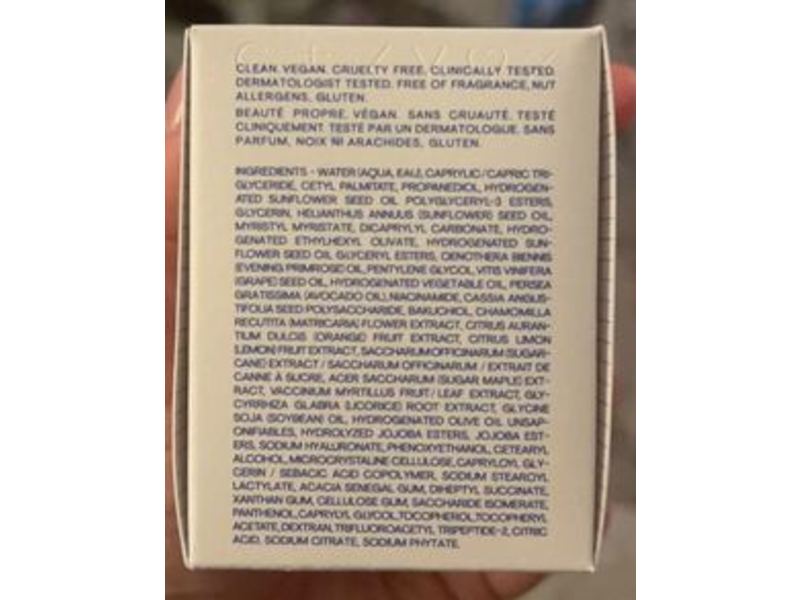 CLEAN. VEGAN. CRUELTY FREE. CLINICALLY TESTED.
DERMATOLOGIST TESTED. FREE OF FRAGRANCE, NUT
ALLERGENS, GLUTEN.
BEAUTÉ PROPRE. VÉGAN. SANS CRUAUTÉ. TESTÉ
CLINIQUEMENT. TESTÉ PAR UN DERMATOLOGUE. SANS
PARFUM, NOIX NI ARACHIDES, GLUTEN.
INGREDIENTS - WATER (AQUA, EAU), CAPRYLIC/CAPRIC TRI-
GLYCERIDE, CETYL PALMITATE, PROPANEDIOL, HYDROGEN-
ATED SUNFLOWER SEED OIL POLYGLYCERYL-3 ESTERS,
GLYCERIN, HELIANTHUS ANNUUS (SUNFLOWER) SEED OIL,
MYRISTYL MYRISTATE, DICAPRYLYL CARBONATE, HYDRO-
GENATED ETHYLHEXYL OLIVATE, HYDROGENATED SUN-
FLOWER SEED OIL GLYCERYL ESTERS, OENOTHERA BIENNIS
(EVENING PRIMROSE) OIL, PENTYLENE GLYCOL, VITIS VINIFERA
(GRAPE) SEED OIL, HYDROGENATED VEGETABLE OIL, PERSEA
GRATISSIMA (AVOCADO OIL), NIACINAMIDE, CASSIA ANGUS-
TIFOLIA SEED POLYSACCHARIDE, BAKUCHIOL, CHAMOMILLA
RECUTITA (MATRICARIA) FLOWER EXTRACT, CITRUS AURAN-
TIUM DULCIS (ORANGE) FRUIT EXTRACT, CITRUS LIMON
(LEMON) FRUIT EXTRACT, SACCHARUM OFFICINARUM (SUGAR-
CANE) EXTRACT / SACCHARUM OFFICINARUM / EXTRAIT DE
CANNE À SUCRE, ACER SACCHARUM (SUGAR MAPLE) EXT-
RACT, VACCINIUM MYRTILLUS FRUIT/LEAF EXTRACT, GLY-
CYRRHIZA GLABRA (LICORICE) ROOT EXTRACT, GLYCINE
SOJA (SOYBEAN) OIL, HYDROGENATED OLIVE OIL UNSAP-
ONIFIABLES, HYDROLYZED JOJOBA ESTERS, JOJOBA EST-
ERS, SODIUM HYALURONATE, PHENOXYETHANOL, CETEARYL
ALCOHOL, MICROCRYSTALLINE CELLULOSE, CAPRYLOYL GLY-
CERIN / SEBACIC ACID COPOLYMER, SODIUM STEAROYL
LACTYLATE, ACACIA SENEGAL GUM, DIHEPTYL SUCCINATE,
XANTHAN GUM, CELLULOSE GUM, SACCHARIDE ISOMERATE,
PANTHENOL, CAPRYLYL GLYCOL, TOCOPHEROL, TOCOPHERYL
ACETATE, DEXTRAN, TRIFLUOROACETYL TRIPEPTIDE-2, CITRIC
ACID, SODIUM CITRATE, SODIUM PHYTATE.